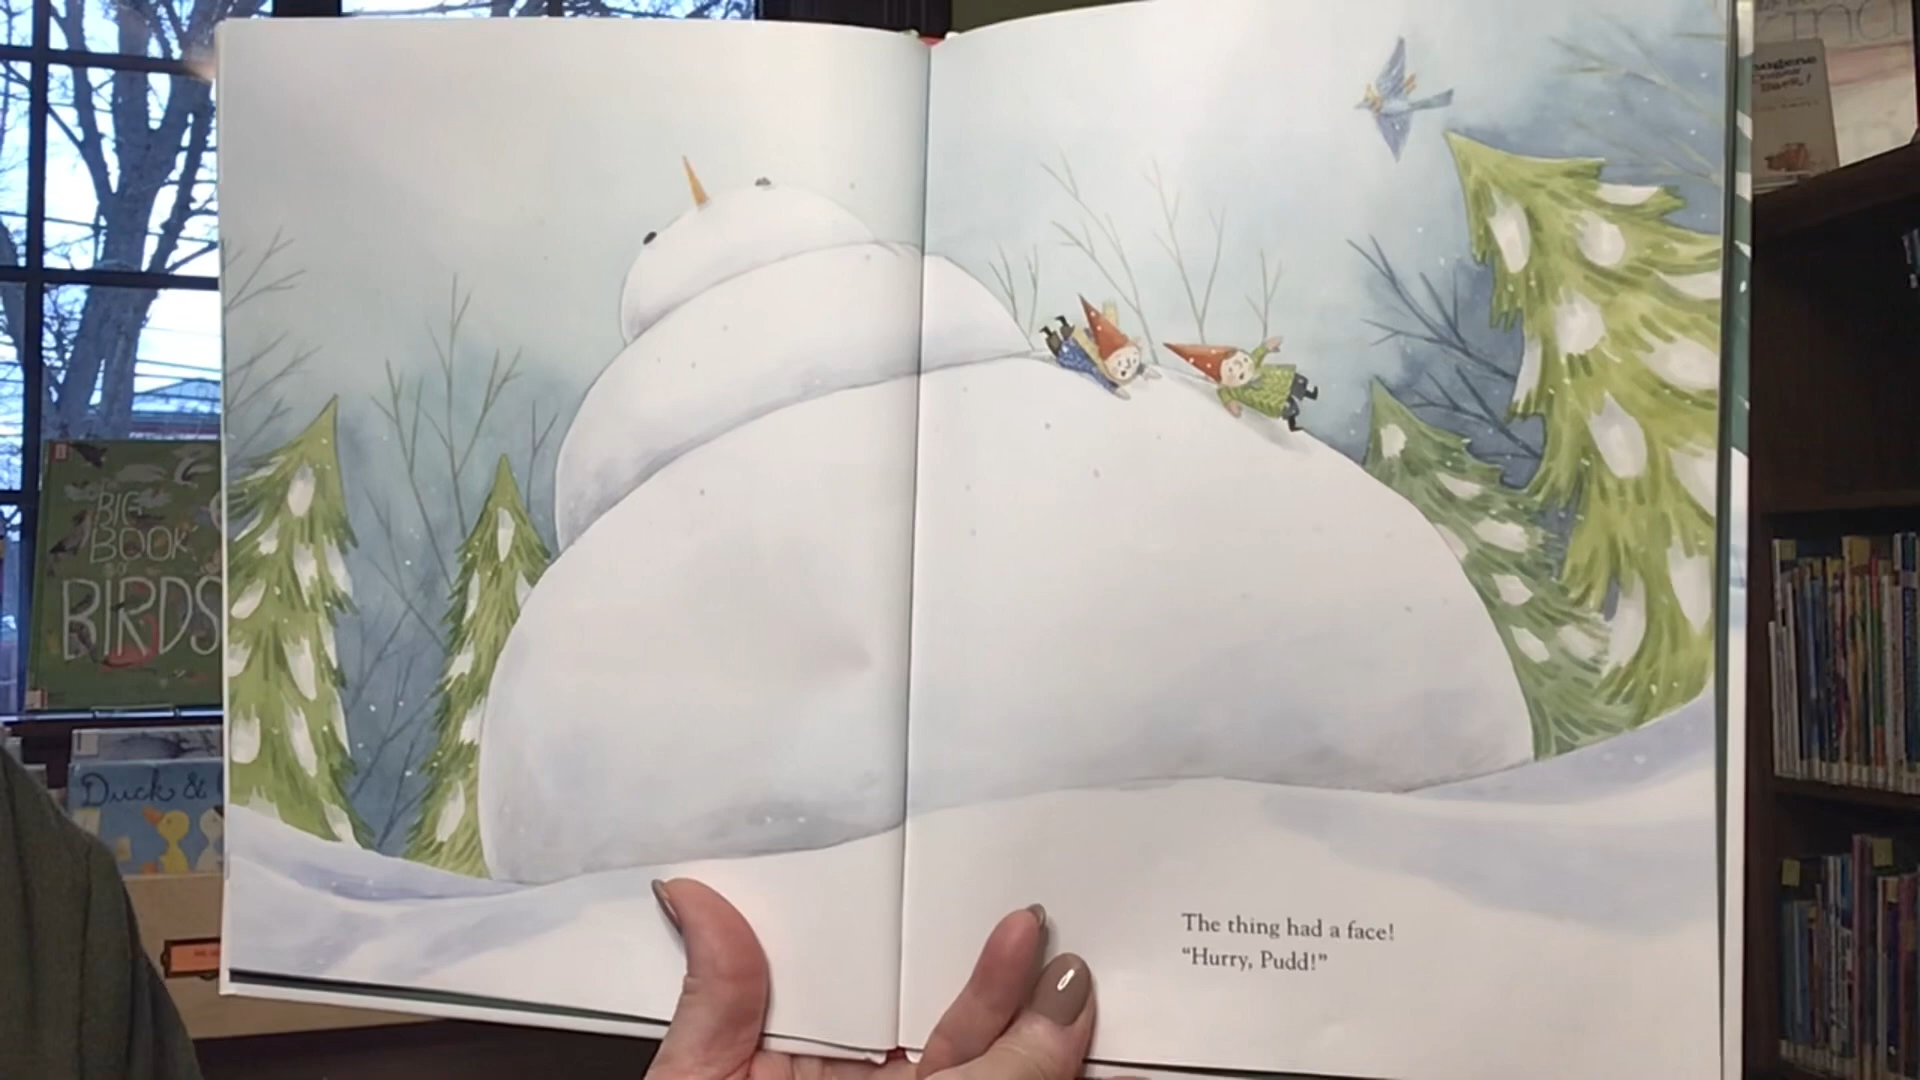 The thing had a face!
“Hurry, Pudd!”
BIG
BOOK
BIRDS
Duck &